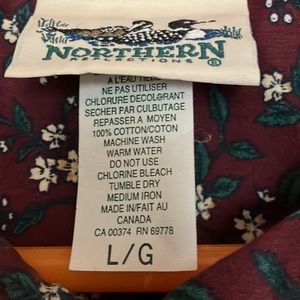 NORTHERN
REFLECTIONS ®
A L'EAU TIEDE
NE PAS UTILISER
CHLORURE DECOLORANT
SECHER PAR CULBUTAGE
REPASSER A MOYEN
100% COTTON/COTON
MACHINE WASH
WARM WATER
DO NOT USE
CHLORINE BLEACH
TUMBLE DRY
MEDIUM IRON
MADE IN/FAIT AU
CANADA
CA 00374 RN 69778
L/G